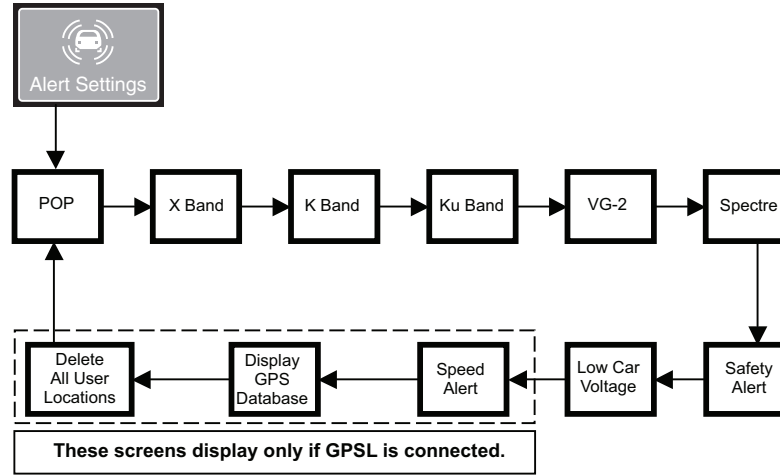 Alert Settings
POP
X Band
K Band
Ku Band
VG-2
Spectre
Delete
All User
Locations
Display
GPS
Database
Speed
Alert
Low Car
Voltage
Safety
Alert
These screens display only if GPSL is connected.